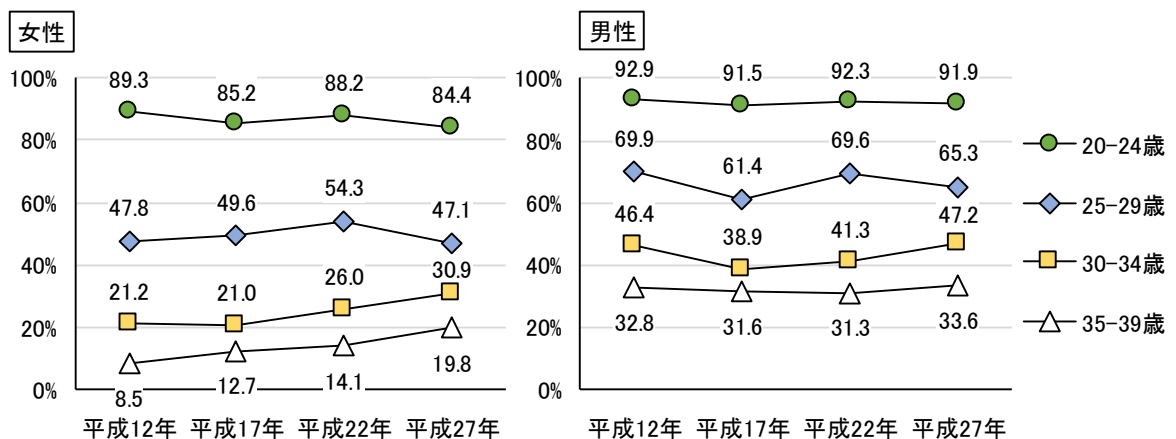 女性
100%
80%
60%
40%
20%
0%
89.3 85.2 88.2 84.4
47.8 49.6 54.3 47.1
21.2 21.0 26.0 30.9
8.5 12.7 14.1 19.8
平成12年 平成17年 平成22年 平成27年
男性
100%
80%
60%
40%
20%
0%
92.9 91.5 92.3 91.9
69.9 61.4 69.6 65.3
46.4 38.9 41.3 47.2
32.8 31.6 31.3 33.6
平成12年 平成17年 平成22年 平成27年
20-24歳
25-29歳
30-34歳
35-39歳